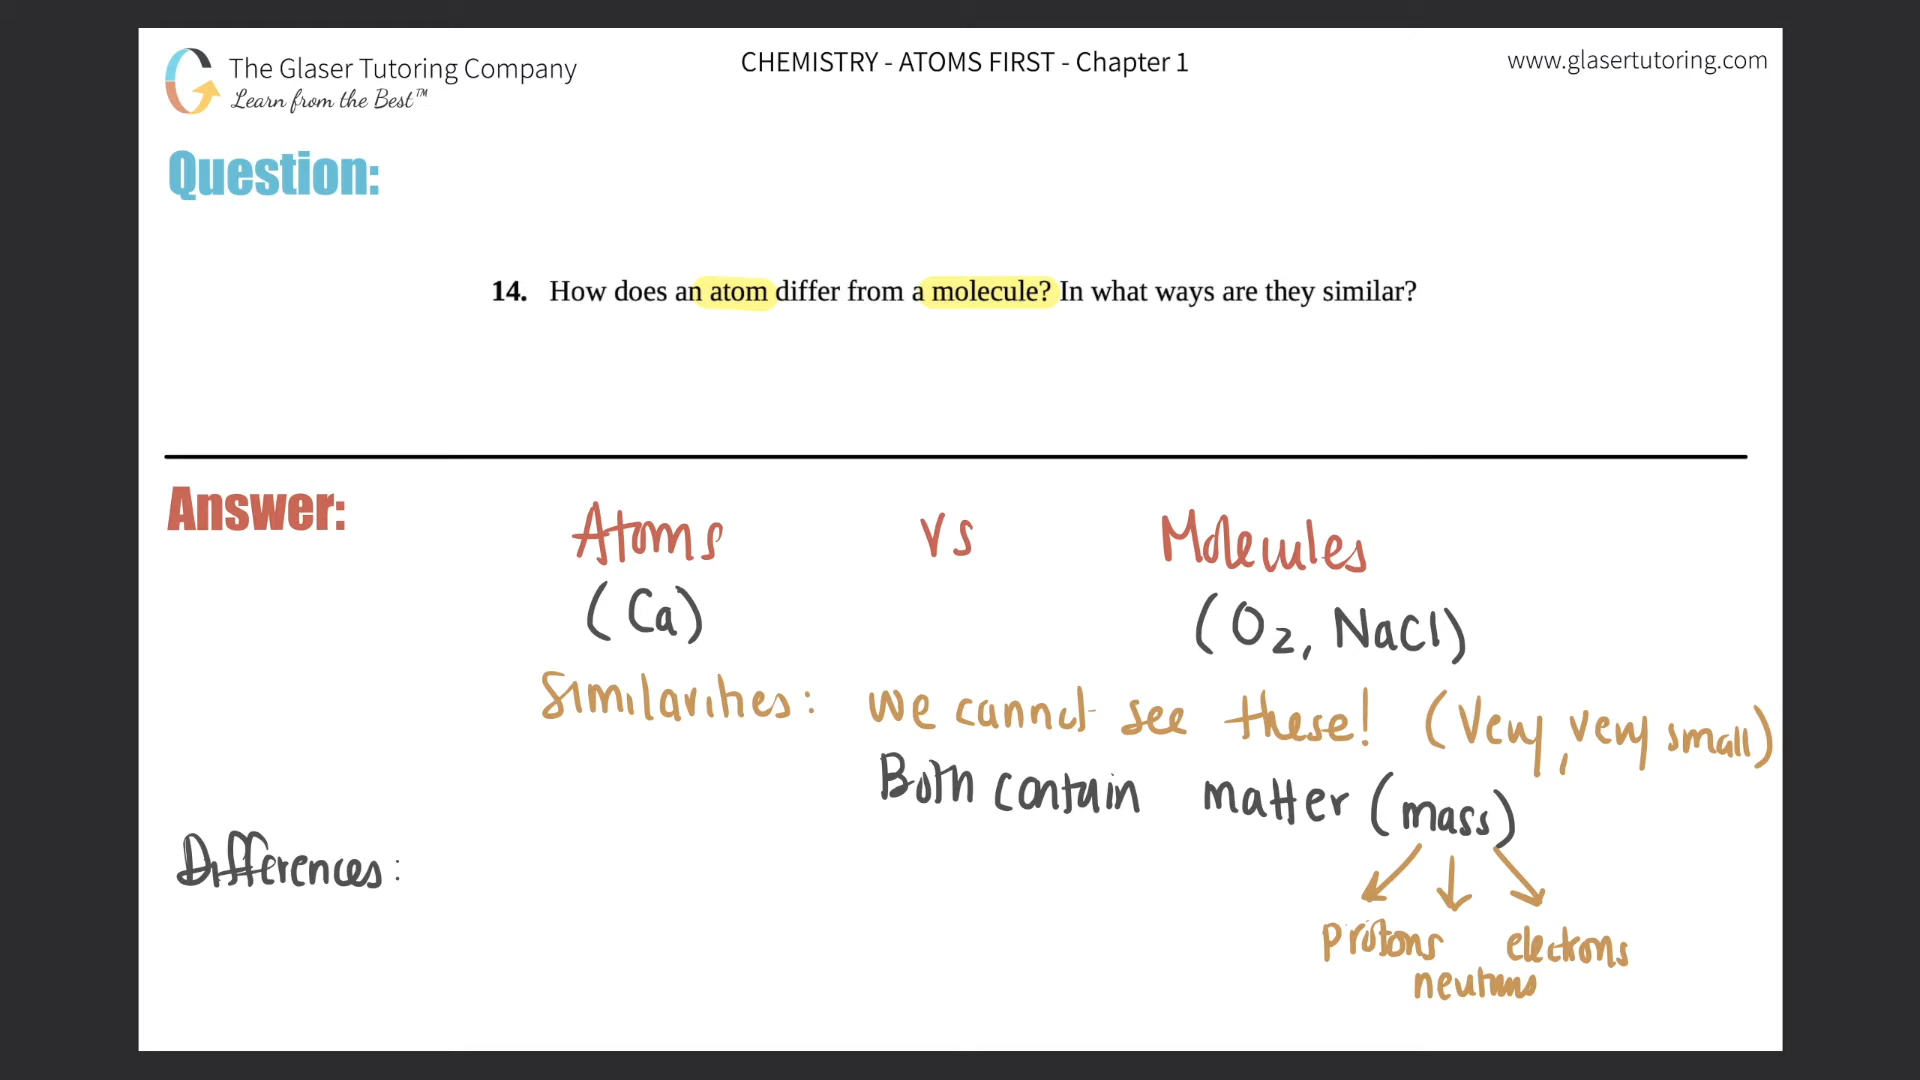 The Glaser Tutoring Company
Learn from the Best™
CHEMISTRY - ATOMS FIRST - Chapter 1
www.glasertutoring.com
Question:
14. How does an atom differ from a molecule? In what ways are they similar?
Answer:
Atoms vs Molecules
(Ca) (O₂, NaCl)
Similarities: we cannot see these! (Very, very small)
Both contain matter (mass)
Differences:
protons electrons
neutrons